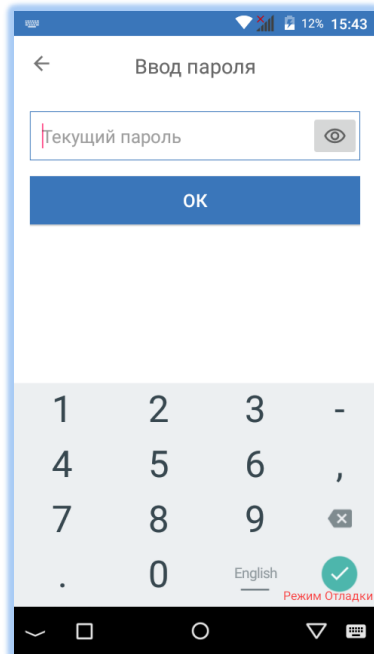 12% 15:43
Ввод пароля
Текущий пароль
ОК
1 2 3 -
4 5 6 ,
7 8 9
. 0 English
Режим Отладки